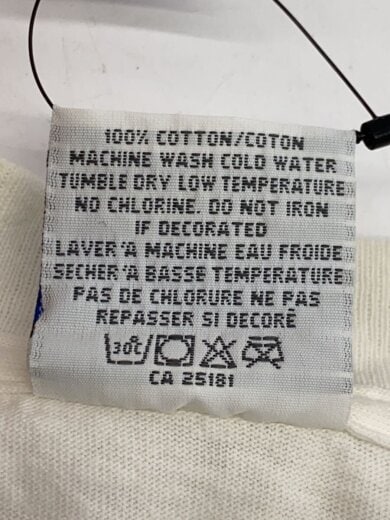 100% COTTON/COTON
MACHINE WASH COLD WATER
TUMBLE DRY LOW TEMPERATURE
NO CHLORINE. DO NOT IRON
IF DECORATED
LAVER'A MACHINE EAU FROIDE
SECHER'A BASSE TEMPERATURE
PAS DE CHLORURE NE PAS
REPASSER SI DECORÉ
30°C
CA 25181